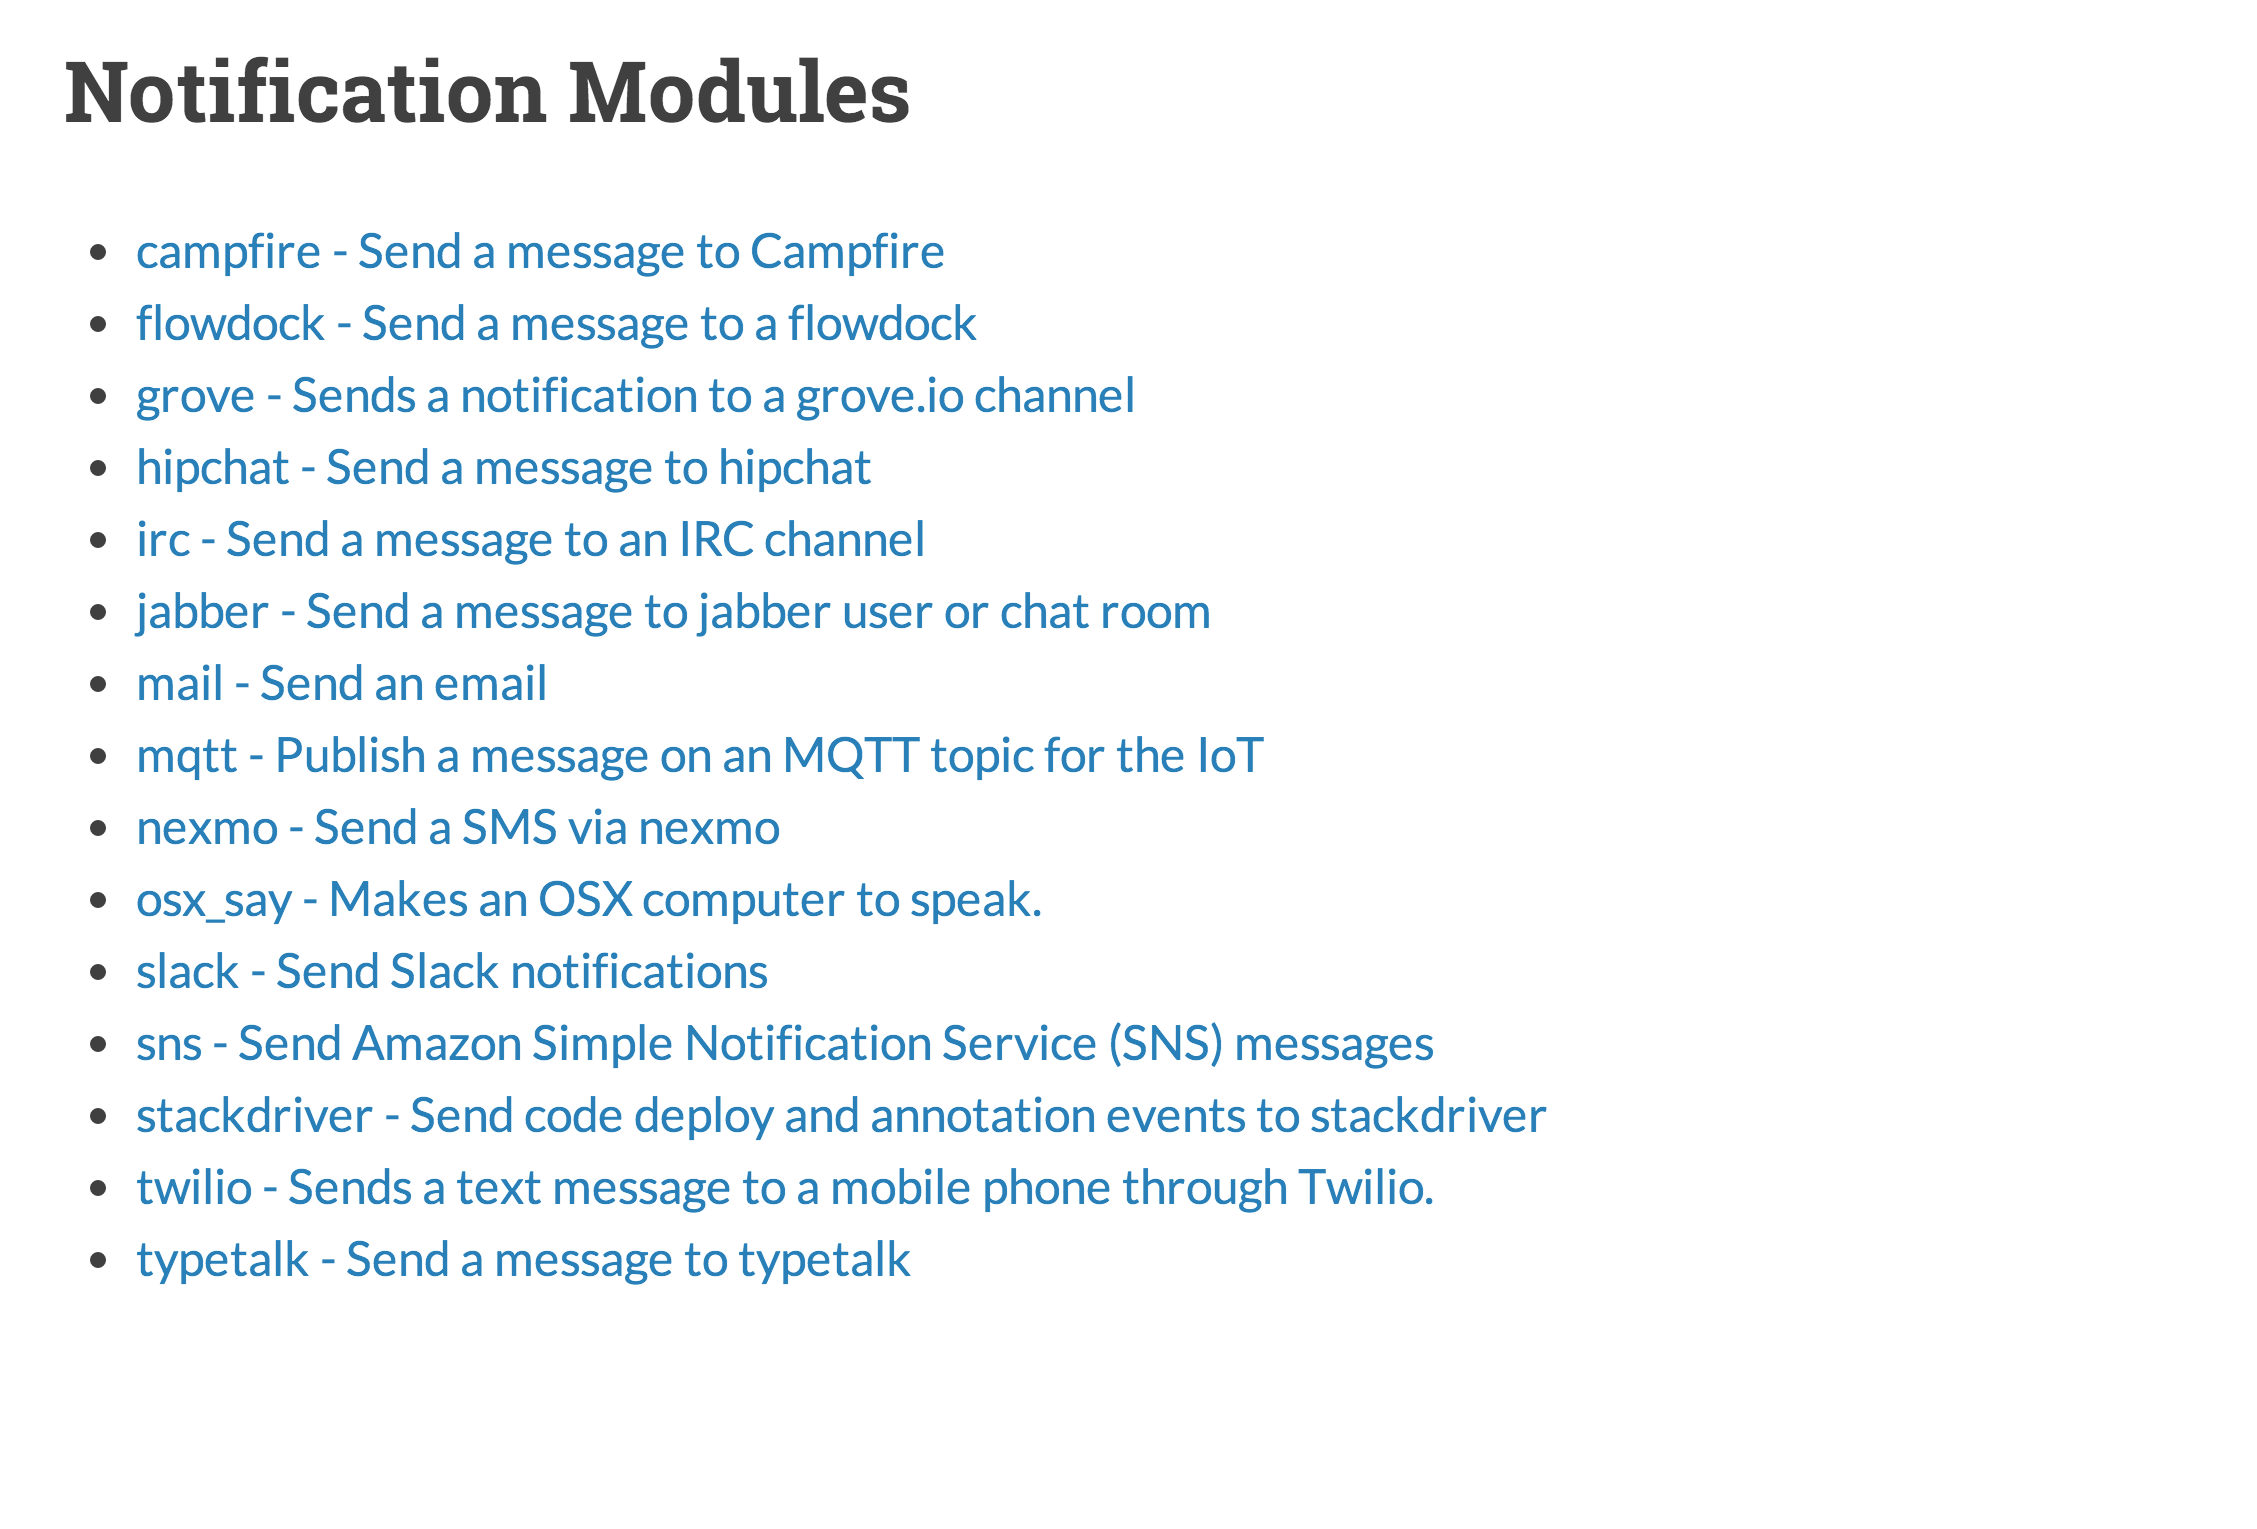 Notification Modules
campfire - Send a message to Campfire
flowdock - Send a message to a flowdock
grove - Sends a notification to a grove.io channel
hipchat - Send a message to hipchat
irc - Send a message to an IRC channel
jabber - Send a message to jabber user or chat room
mail - Send an email
mqtt - Publish a message on an MQTT topic for the IoT
nexmo - Send a SMS via nexmo
osx_say - Makes an OSX computer to speak.
slack - Send Slack notifications
sns - Send Amazon Simple Notification Service (SNS) messages
stackdriver - Send code deploy and annotation events to stackdriver
twilio - Sends a text message to a mobile phone through Twilio.
typetalk - Send a message to typetalk